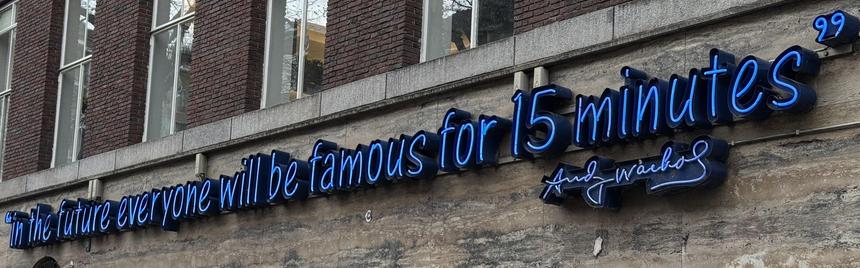 “in the future everyone will be famous for 15 minutes”
Andy Warhol